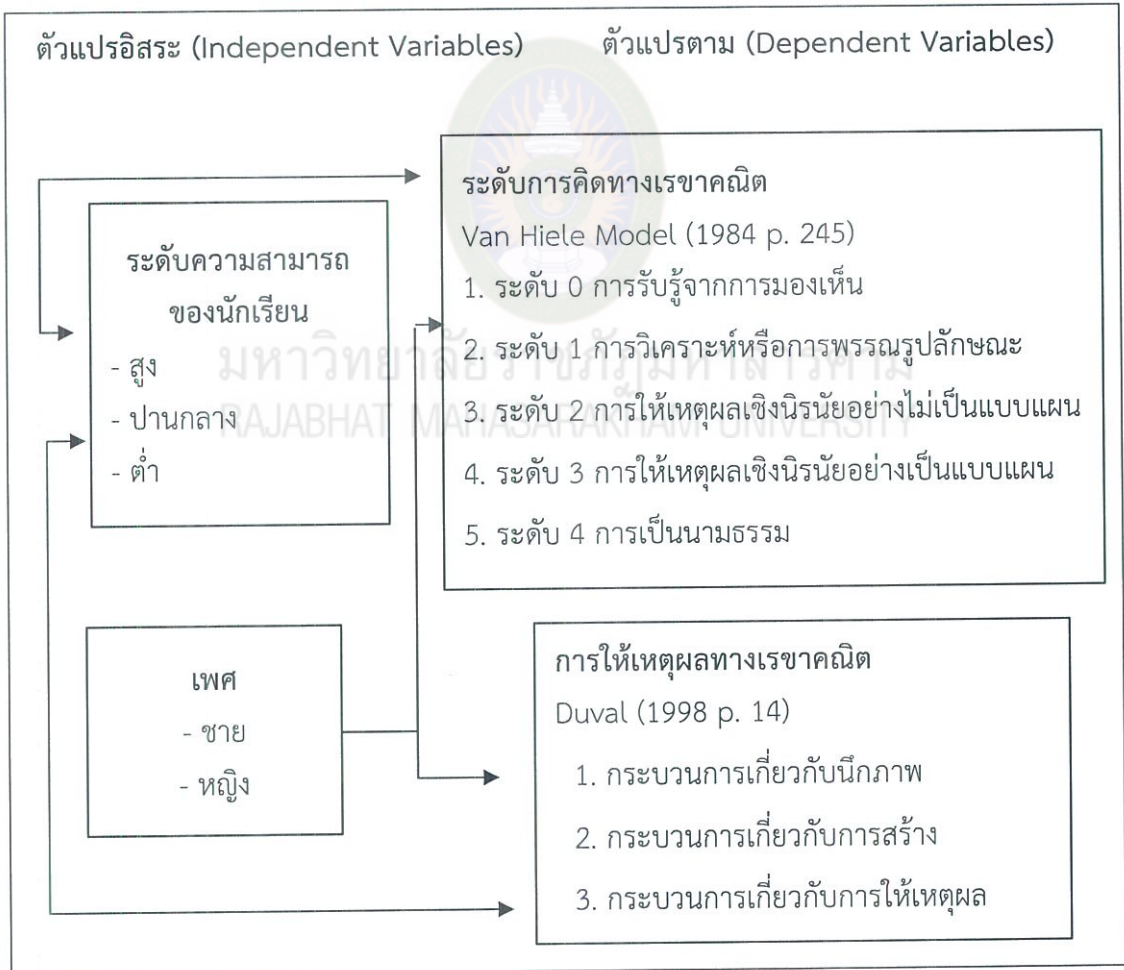 ตัวแปรอิสระ (Independent Variables) ตัวแปรตาม (Dependent Variables)
ระดับความสามารถ
ของนักเรียน
- สูง
- ปานกลาง
- ต่ำ
ระดับการคิดทางเรขาคณิต
Van Hiele Model (1984 p. 245)
1. ระดับ 0 การรับรู้จากการมองเห็น
2. ระดับ 1 การวิเคราะห์หรือการพรรณรูปลักษณะ
3. ระดับ 2 การให้เหตุผลเชิงนิรนัยอย่างไม่เป็นแบบแผน
4. ระดับ 3 การให้เหตุผลเชิงนิรนัยอย่างเป็นแบบแผน
5. ระดับ 4 การเป็นนามธรรม
มหาวิทยาลัยราชภัฏมหาสารคาม
RAJABHAT MAHASARAKHAM UNIVERSITY
เพศ
- ชาย
- หญิง
การให้เหตุผลทางเรขาคณิต
Duval (1998 p. 14)
1. กระบวนการเกี่ยวกับนึกภาพ
2. กระบวนการเกี่ยวกับการสร้าง
3. กระบวนการเกี่ยวกับการให้เหตุผล